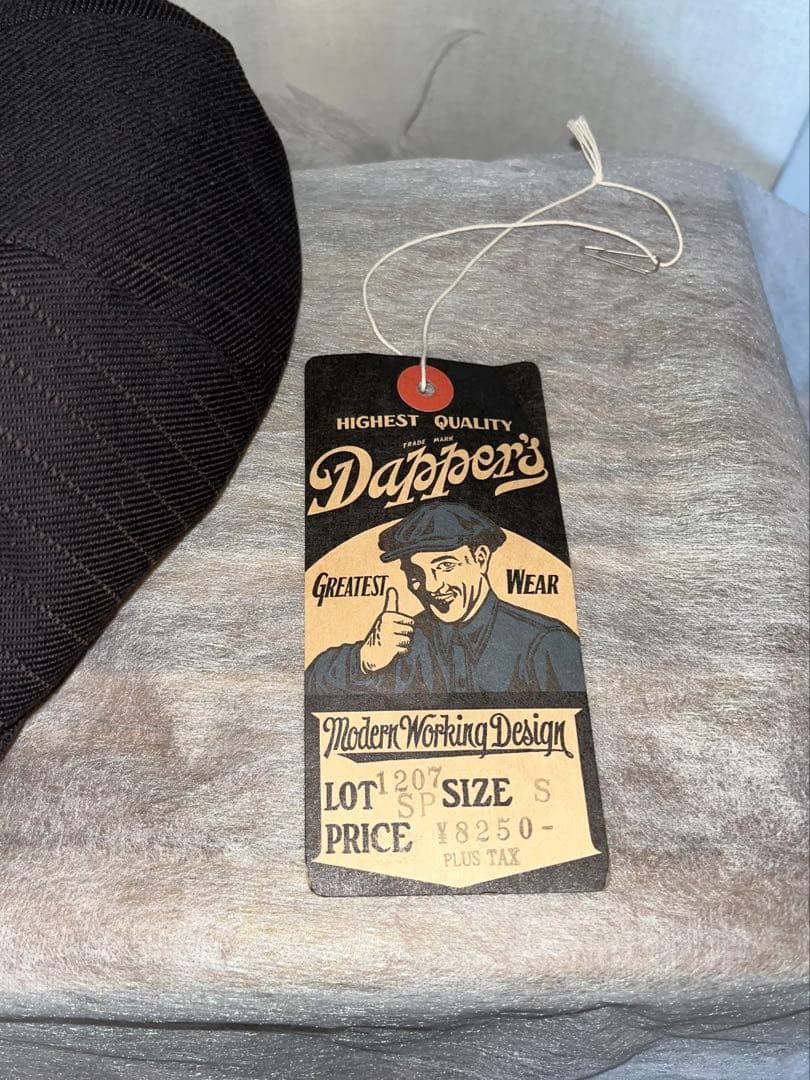 HIGHEST QUALITY
TRADE MARK
Dapper's
GREATEST WEAR
Modern Working Design
LOT 1207 SP SIZE S
PRICE ¥8250-
PLUS TAX